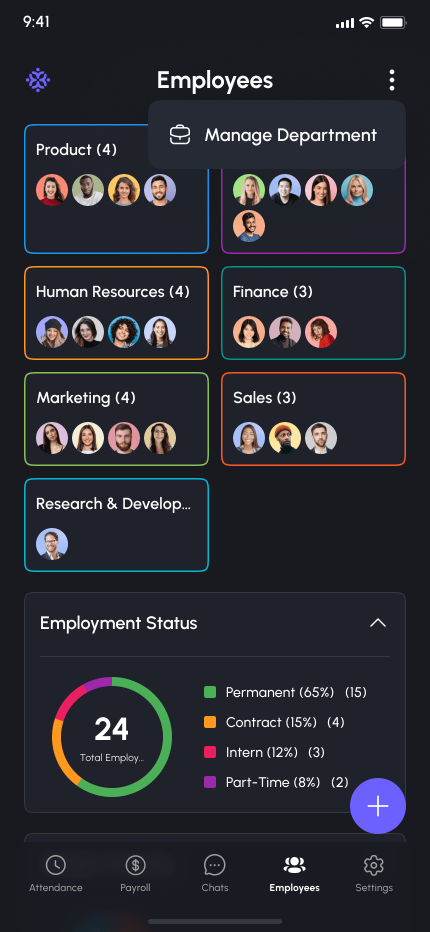 9:41
Employees
Manage Department
Product (4)
Human Resources (4)
Finance (3)
Marketing (4)
Sales (3)
Research & Develop...
Employment Status
24
Total Employ...
Permanent (65%) (15)
Contract (15%) (4)
Intern (12%) (3)
Part-Time (8%) (2)
Attendance
Payroll
Chats
Employees
Settings